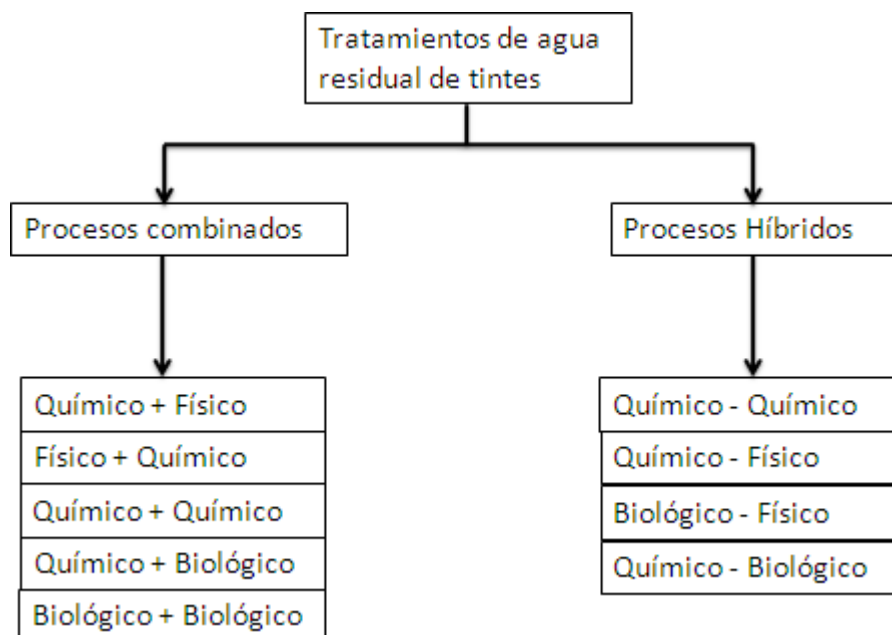 Tratamientos de agua
residual de tintes
Procesos combinados
Procesos Híbridos
Químico + Físico
Físico + Químico
Químico + Químico
Químico + Biológico
Biológico + Biológico
Químico - Químico
Químico - Físico
Biológico - Físico
Químico - Biológico